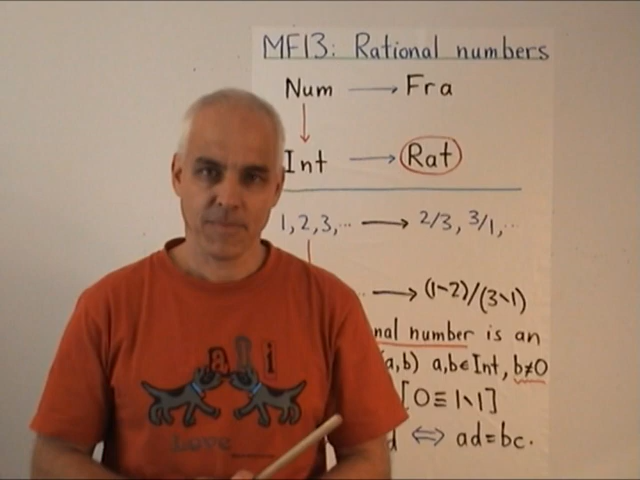 MF13: Rational numbers
Num → Fra
↓
Int → Rat
1, 2, 3, ... → 2/3, 3/1, ...
.. → (1-2)/(3-1)
nal number is an
(a,b) a,b∈Int, b≠0
[0≡1-1]
d ⇔ ad=bc.
ali
Love